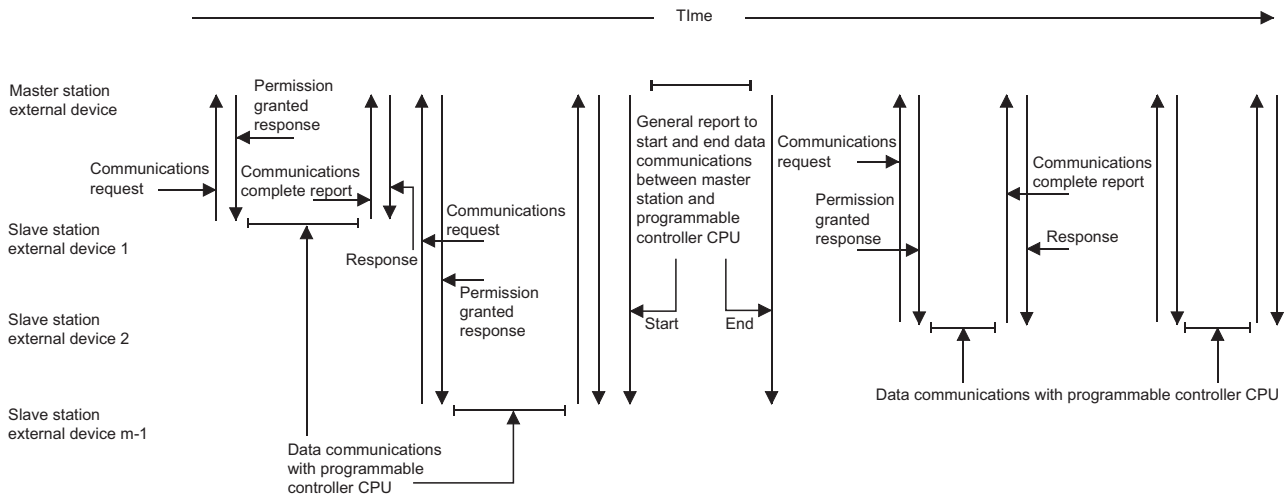 TIme
Master station
external device
Permission
granted
response
Communications
request
Communications
complete report
Slave station
external device 1
Response
Communications
request
Permission
granted
response
Slave station
external device 2
Slave station
external device m-1
Data communications
with programmable
controller CPU
General report to
start and end data
communications
between master
station and
programmable
controller CPU
Start
End
Communications
request
Permission
granted
response
Communications
complete report
Response
Data communications with programmable controller CPU